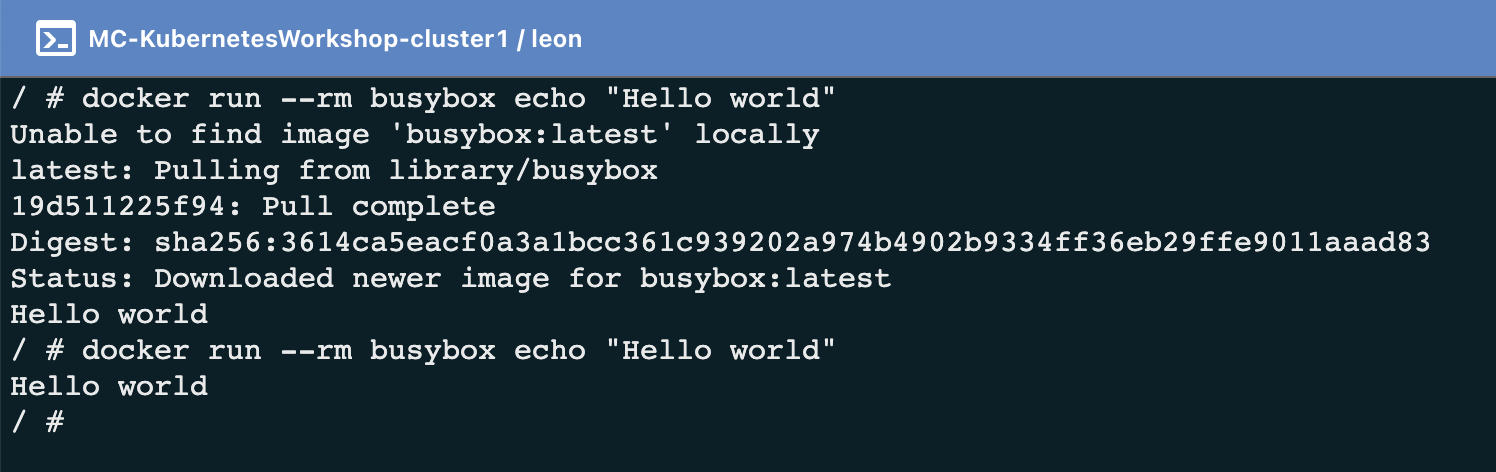 MC-KubernetesWorkshop-cluster1 / leon
/ # docker run --rm busybox echo "Hello world"
Unable to find image 'busybox:latest' locally
latest: Pulling from library/busybox
19d511225f94: Pull complete
Digest: sha256:3614ca5eacf0a3a1bcc361c939202a974b4902b9334ff36eb29ffe9011aaad83
Status: Downloaded newer image for busybox:latest
Hello world
/ # docker run --rm busybox echo "Hello world"
Hello world
/ #